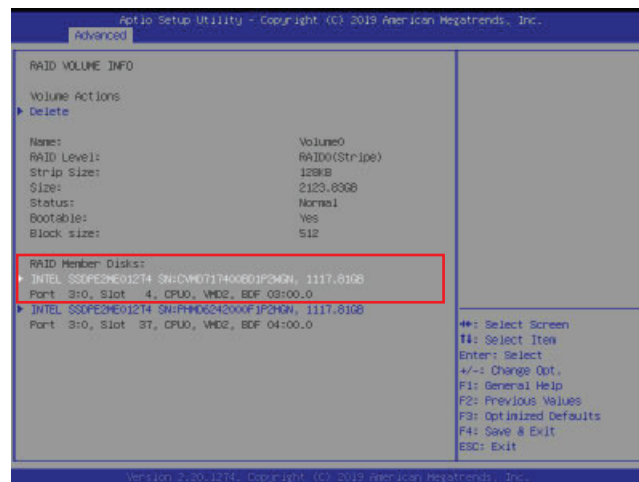 Aptio Setup Utility - Copyright (C) 2019 American Megatrends, Inc.
Advanced
RAID VOLUME INFO
Volume Actions
Delete
Name: Volume0
RAID Level: RAID0(Stripe)
Strip Size: 128KB
Size: 2123.83GB
Status: Normal
Bootable: Yes
Block size: 512
RAID Member Disks:
INTEL SSDPE2ME012T4 SN:CVMD717400BD1P2MGN, 1117.81GB
Port 3:0, Slot 4, CPU0, VMD2, BDF 03:00.0
INTEL SSDPE2ME012T4 SN:PHMD6242000F1P2HGN, 1117.81GB
Port 3:0, Slot 37, CPU0, VMD2, BDF 04:00.0
→←: Select Screen
↑↓: Select Item
Enter: Select
+/-: Change Opt.
F1: General Help
F2: Previous Values
F3: Optimized Defaults
F4: Save & Exit
ESC: Exit
Version 2.20.1274. Copyright (C) 2019 American Megatrends, Inc.